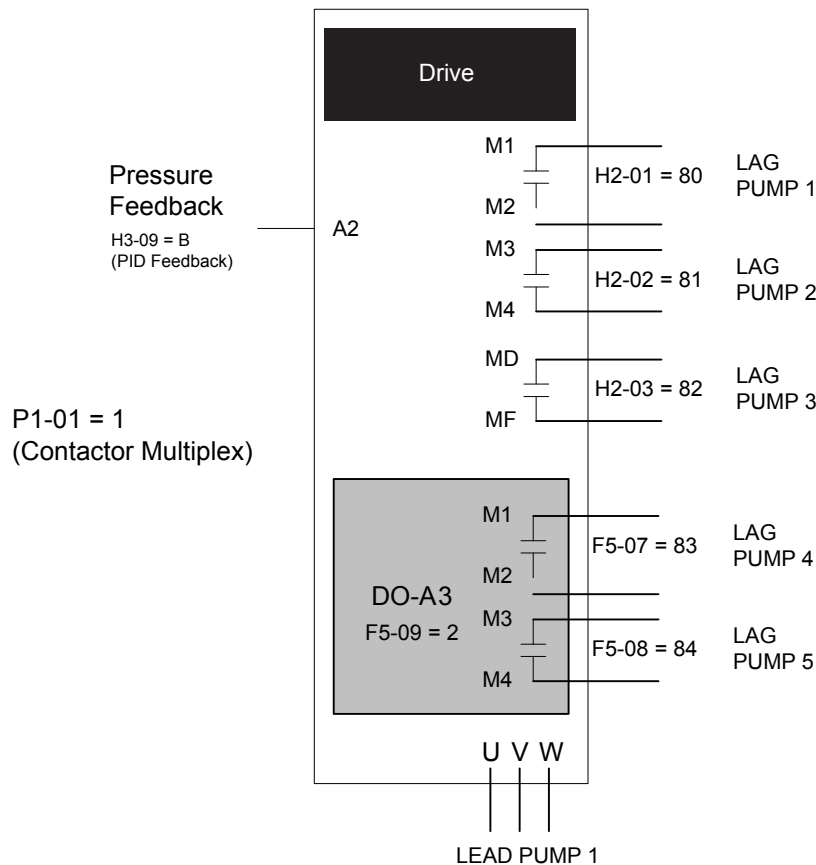 Drive
M1
H2-01 = 80
LAG
PUMP 1
M2
Pressure
Feedback
H3-09 = B
(PID Feedback)
A2
M3
H2-02 = 81
LAG
PUMP 2
M4
MD
H2-03 = 82
LAG
PUMP 3
MF
P1-01 = 1
(Contactor Multiplex)
M1
F5-07 = 83
LAG
PUMP 4
M2
DO-A3
F5-09 = 2
M3
F5-08 = 84
LAG
PUMP 5
M4
U V W
LEAD PUMP 1